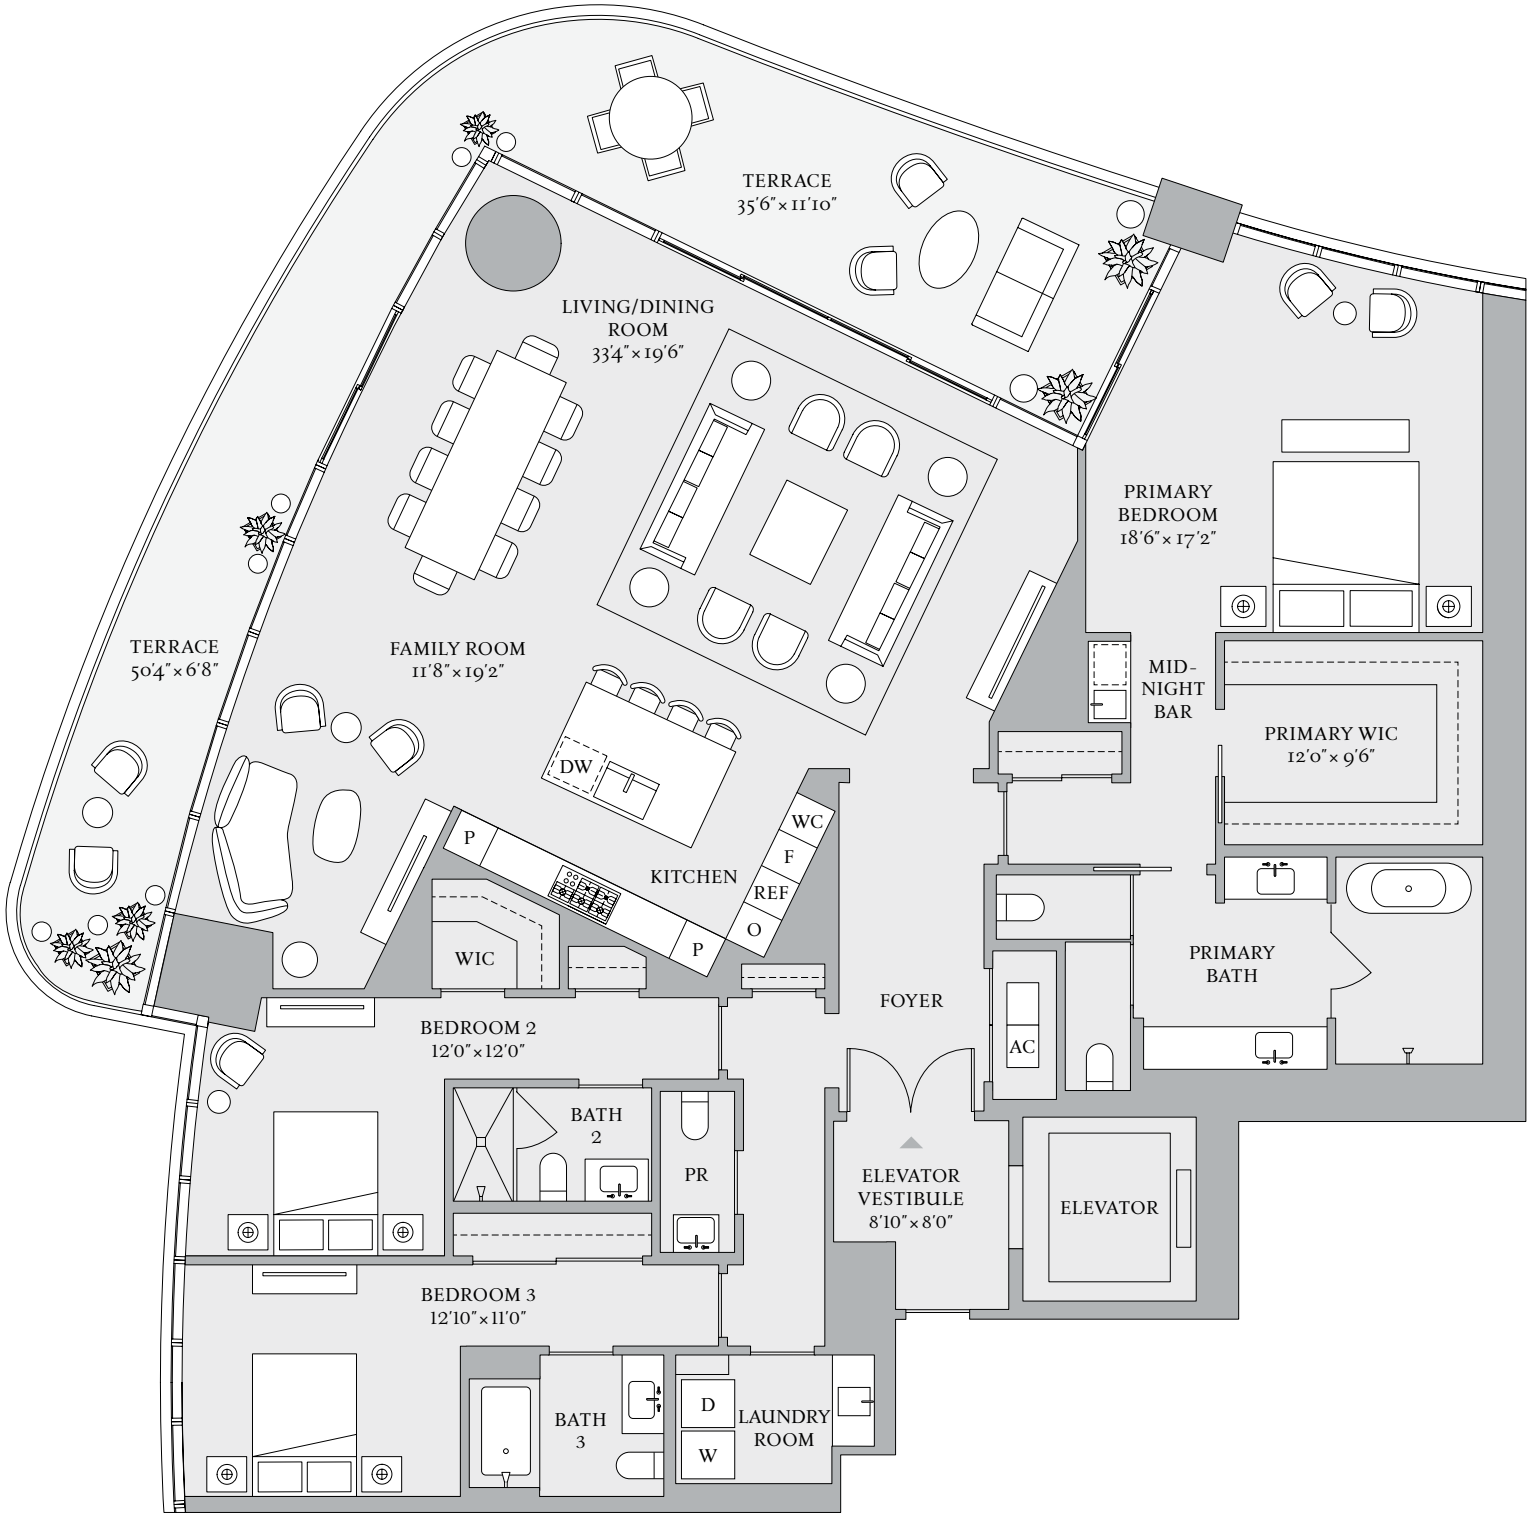 TERRACE
35'6"×11'10"
LIVING/DINING
ROOM
33'4"×19'6"
PRIMARY
BEDROOM
18'6"×17'2"
TERRACE
50'4"×6'8"
FAMILY ROOM
11'8"×19'2"
MID-
NIGHT
BAR
PRIMARY WIC
12'0"×9'6"
DW
P
KITCHEN
WC
F
REF
O
P
WIC
PRIMARY
BATH
FOYER
AC
BEDROOM 2
12'0"×12'0"
BATH
2
PR
ELEVATOR
VESTIBULE
8'10"×8'0"
ELEVATOR
BEDROOM 3
12'10"×11'0"
BATH
3
D
W
LAUNDRY
ROOM